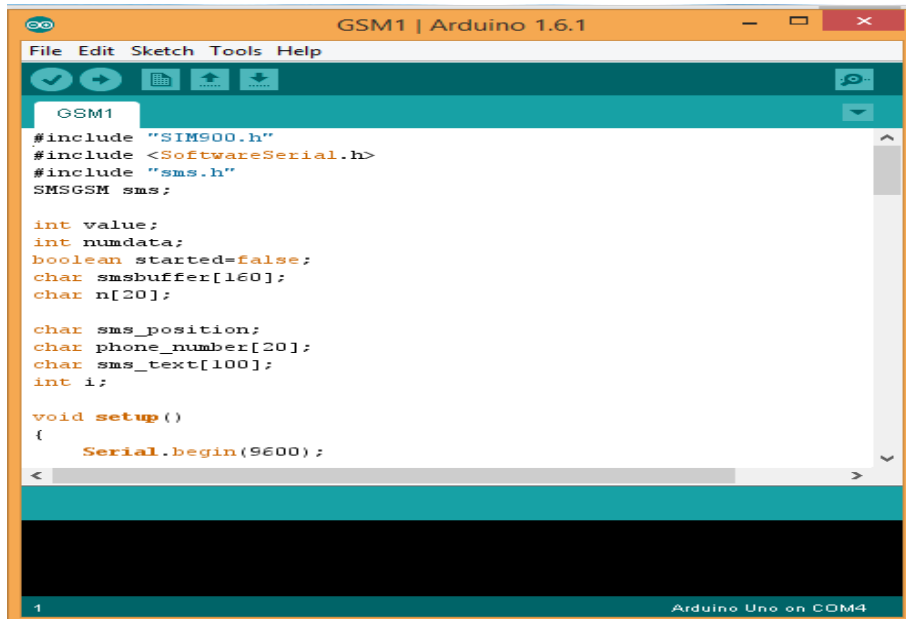 GSM1 | Arduino 1.6.1
File Edit Sketch Tools Help
GSM1
#include "SIM900.h"
#include <SoftwareSerial.h>
#include "sms.h"
SMSGSM sms;
int value;
int numdata;
boolean started=false;
char smsbuffer[160];
char n[20];
char sms_position;
char phone_number[20];
char sms_text[100];
int i;
void setup()
{
Serial.begin(9600);
1 Arduino Uno on COM4